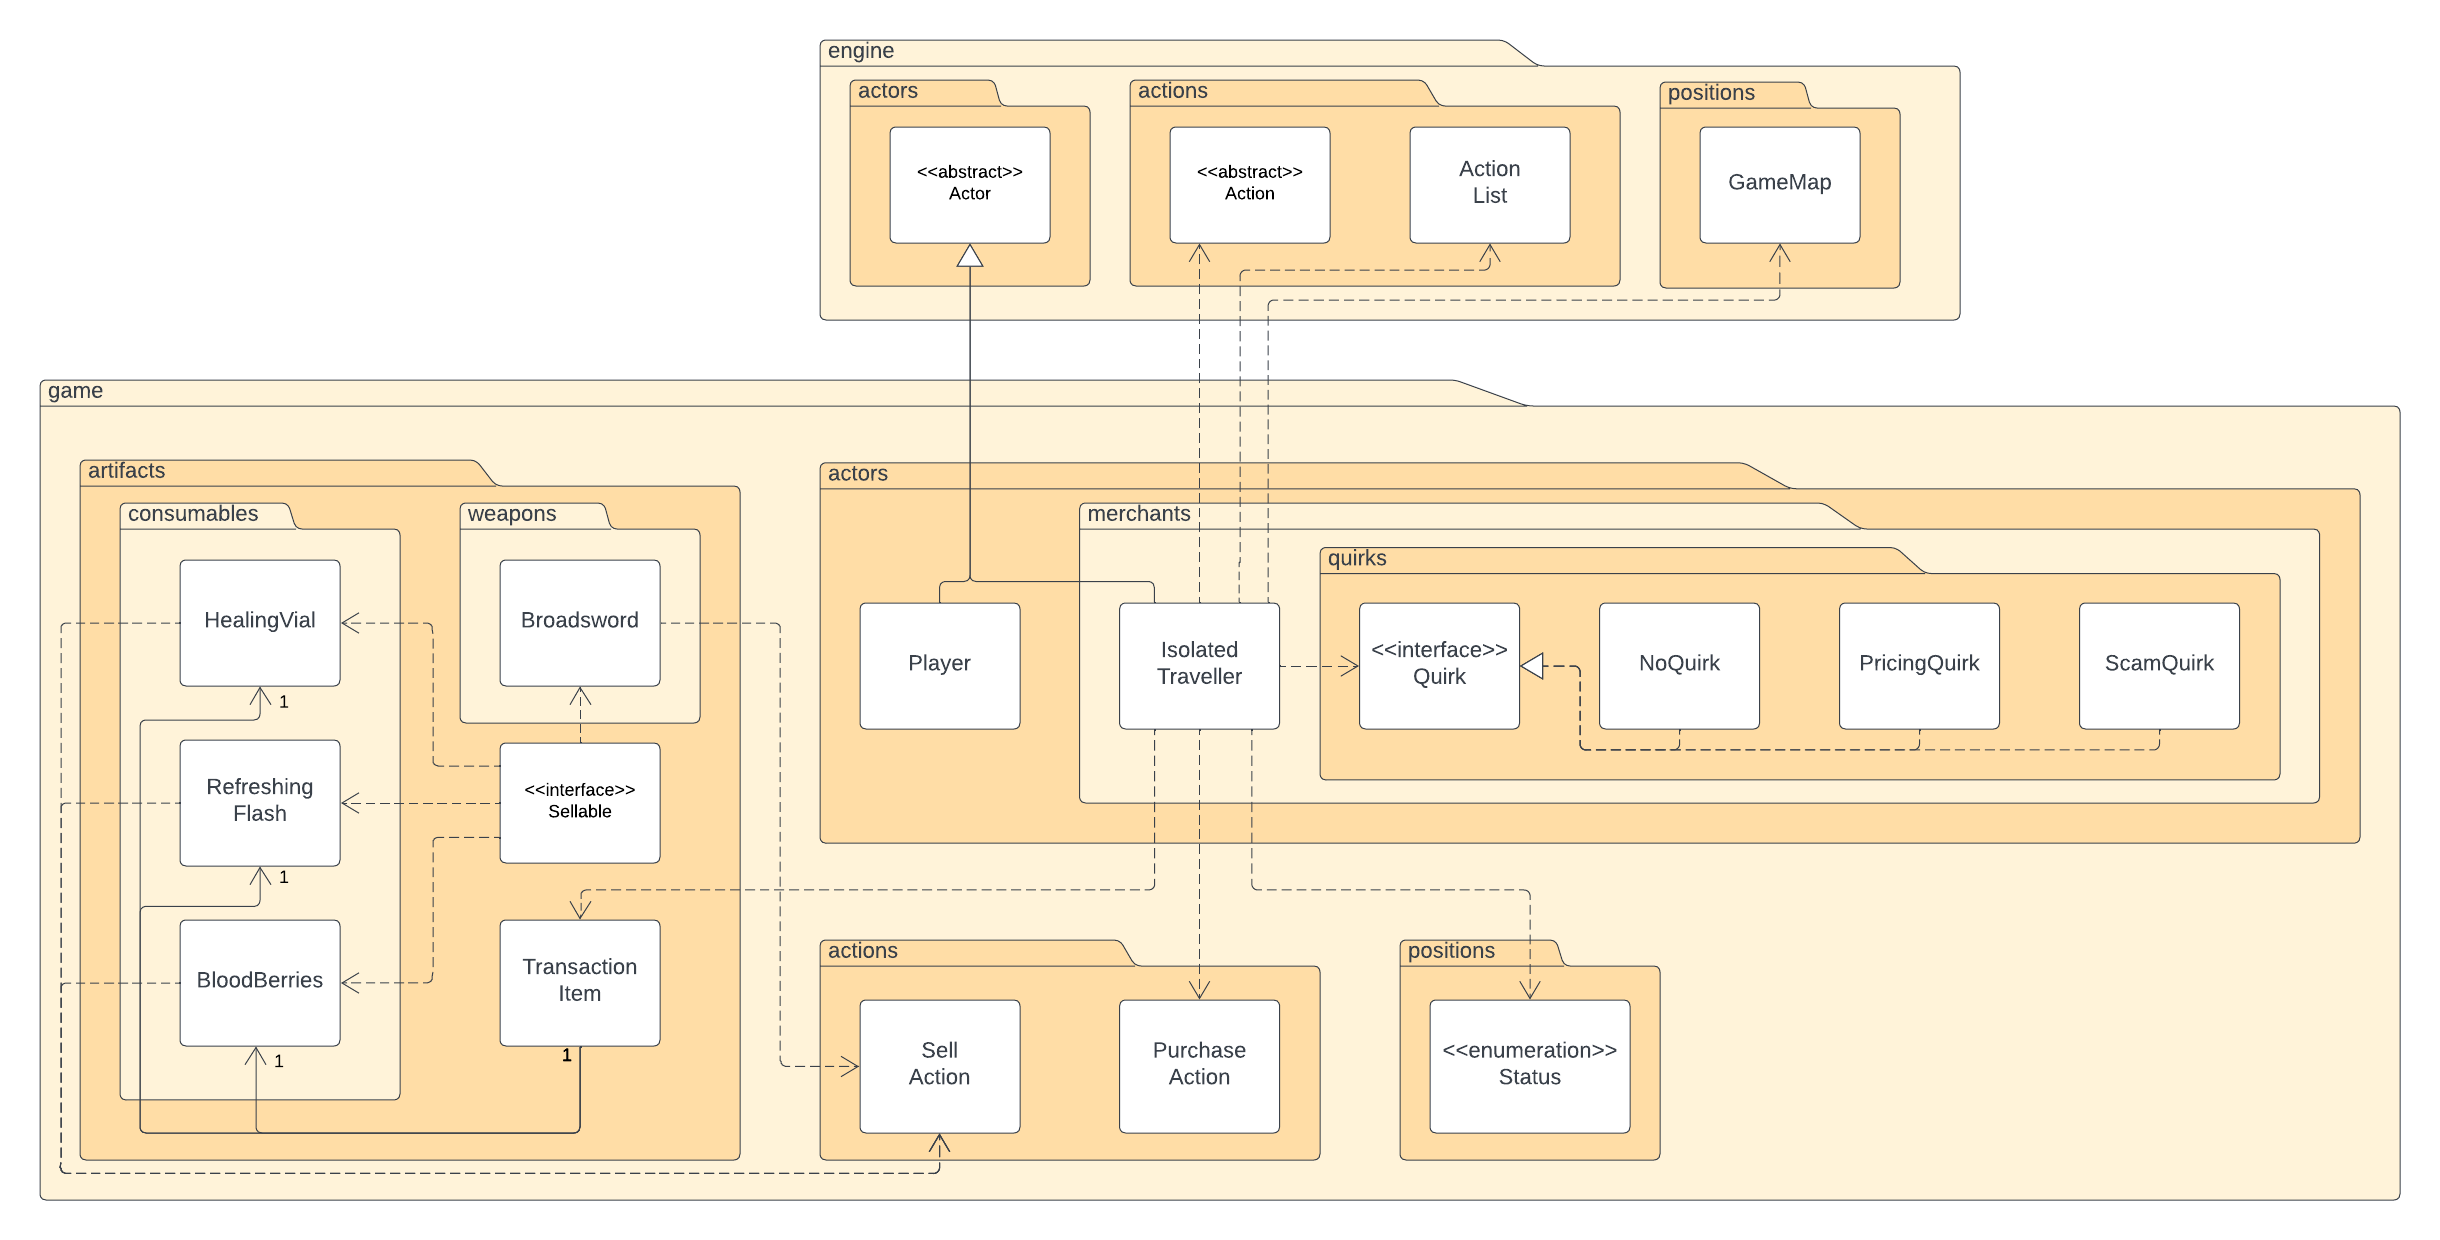 engine
actors
actions
positions
<<abstract>>
Actor
<<abstract>>
Action
Action
List
GameMap
game
artifacts
consumables
weapons
HealingVial
Broadsword
1
Refreshing
Flash
<<interface>>
Sellable
1
BloodBerries
Transaction
Item
1
1
actors
merchants
quirks
Player
Isolated
Traveller
<<interface>>
Quirk
NoQuirk
PricingQuirk
ScamQuirk
actions
positions
Sell
Action
Purchase
Action
<<enumeration>>
Status